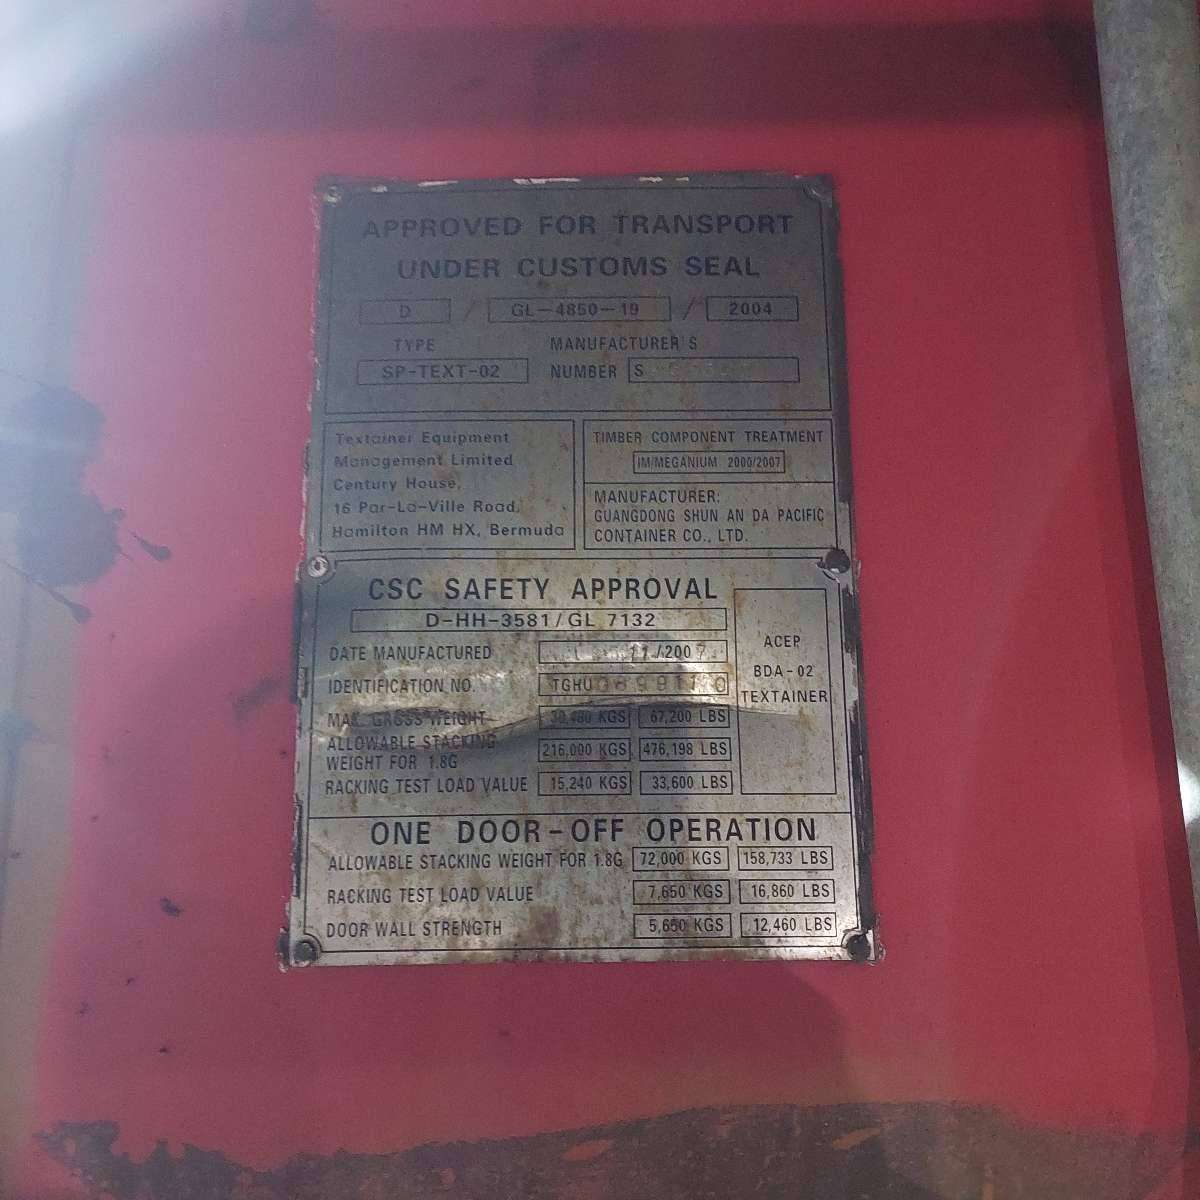 APPROVED FOR TRANSPORT
UNDER CUSTOMS SEAL
D / GL-4850-19 / 2004
TYPE MANUFACTURER S
SP-TEXT-02 NUMBER S
Textainer Equipment
Management Limited
Century House,
16 Par-La-Ville Road,
Hamilton HM HX, Bermuda
TIMBER COMPONENT TREATMENT
IM/MEGANIUM 2000/2007
MANUFACTURER:
GUANGDONG SHUN AN DA PACIFIC
CONTAINER CO., LTD.
CSC SAFETY APPROVAL
D-HH-3581/GL 7132
DATE MANUFACTURED 11/2007
IDENTIFICATION NO.
MAX. GROSS WEIGHT 30,480 KGS 67,200 LBS
ALLOWABLE STACKING
WEIGHT FOR 1.8G 216,000 KGS 476,198 LBS
RACKING TEST LOAD VALUE 15,240 KGS 33,600 LBS
ACEP
BDA-02
TEXTAINER
ONE DOOR-OFF OPERATION
ALLOWABLE STACKING WEIGHT FOR 1.8G 72,000 KGS 158,733 LBS
RACKING TEST LOAD VALUE 7,650 KGS 16,860 LBS
DOOR WALL STRENGTH 5,650 KGS 12,460 LBS